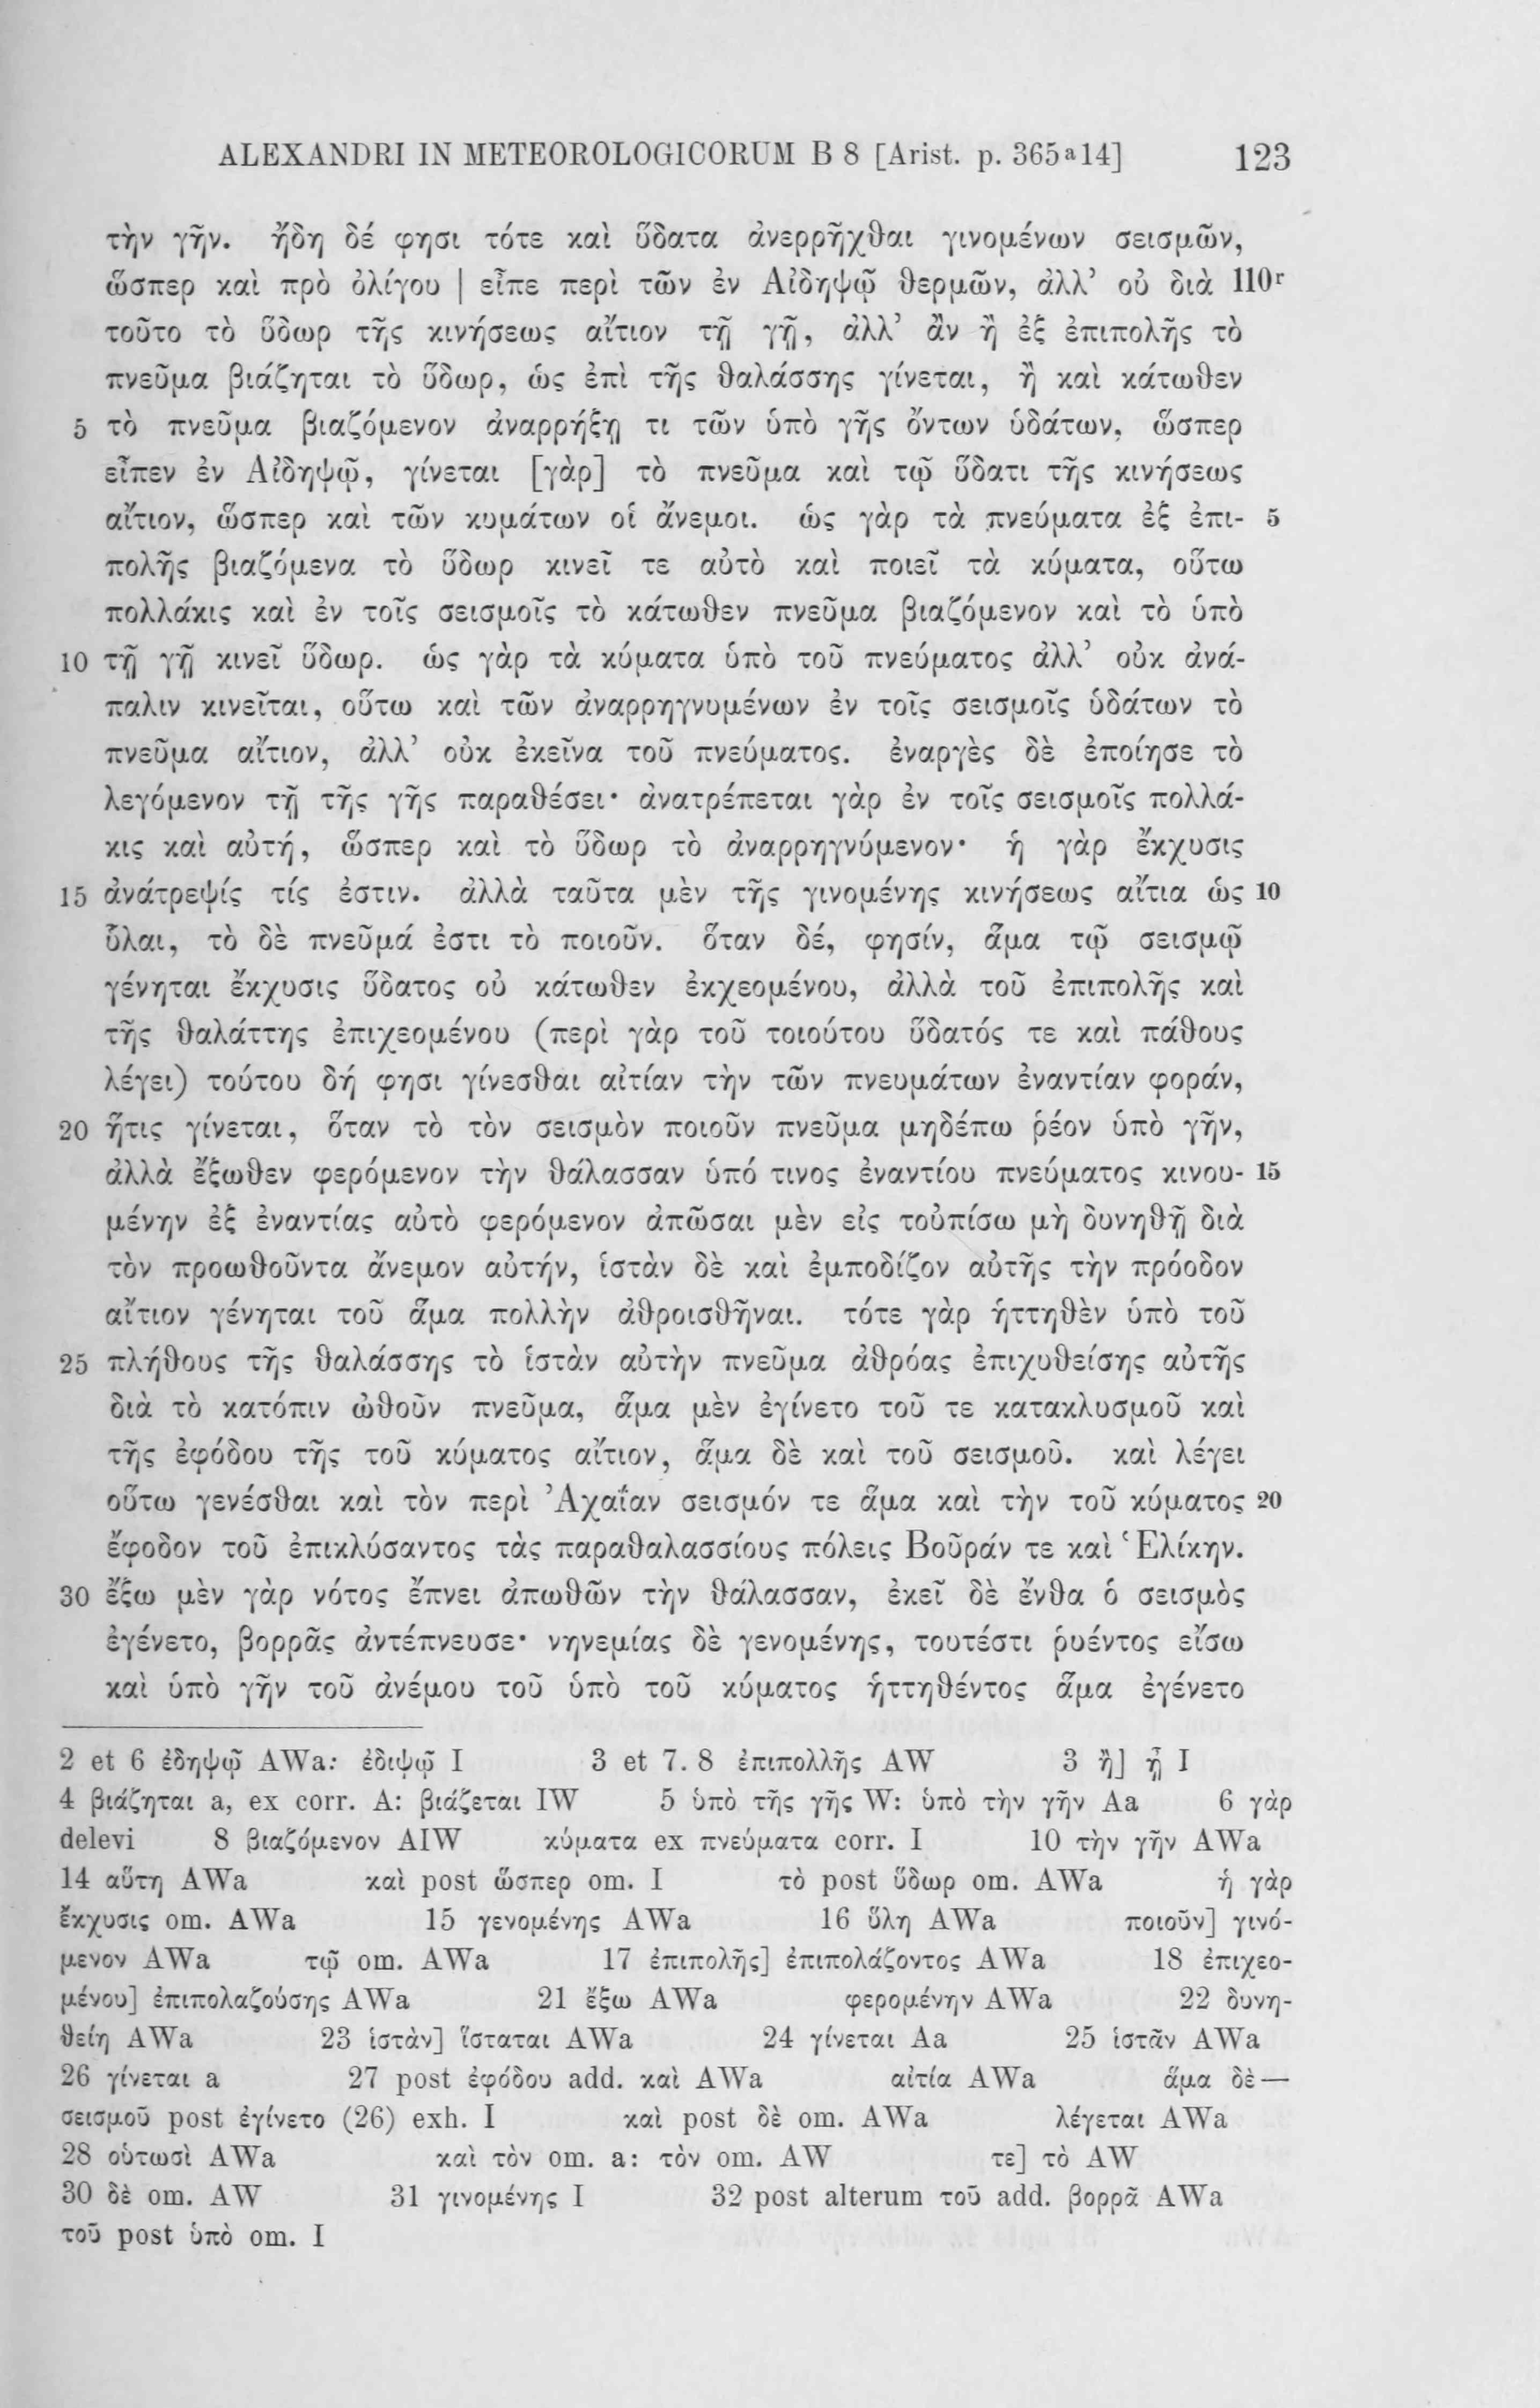 ALEXANDRI IN METEOROLOGICORUM B 8 [Arist. p. 365ᵃ14] 123
τὴν γῆν. ἤδη δέ φησι τότε καὶ ὕδατα ἀνερρῆχθαι γινομένων σεισμῶν,
ὥσπερ καὶ πρὸ ὀλίγου | εἶπε περὶ τῶν ἐν Αἰδηψῷ θερμῶν, ἀλλ’ οὐ διὰ 110ʳ
τοῦτο τὸ ὕδωρ τῆς κινήσεως αἴτιον τῇ γῇ, ἀλλ’ ἂν ἢ ἐξ ἐπιπολῆς τὸ
πνεῦμα βιάζηται τὸ ὕδωρ, ὡς ἐπὶ τῆς θαλάσσης γίνεται, ἢ καὶ κάτωθεν
5 τὸ πνεῦμα βιαζόμενον ἀναρρήξῃ τι τῶν ὑπὸ γῆς ὄντων ὑδάτων, ὥσπερ
εἶπεν ἐν Αἰδηψῷ, γίνεται [γὰρ] τὸ πνεῦμα καὶ τῷ ὕδατι τῆς κινήσεως
αἴτιον, ὥσπερ καὶ τῶν κυμάτων οἱ ἄνεμοι. ὡς γὰρ τὰ πνεύματα ἐξ ἐπι- 5
πολῆς βιαζόμενα τὸ ὕδωρ κινεῖ τε αὐτὸ καὶ ποιεῖ τὰ κύματα, οὕτω
πολλάκις καὶ ἐν τοῖς σεισμοῖς τὸ κάτωθεν πνεῦμα βιαζόμενον καὶ τὸ ὑπὸ
10 τῇ γῇ κινεῖ ὕδωρ. ὡς γὰρ τὰ κύματα ὑπὸ τοῦ πνεύματος ἀλλ’ οὐκ ἀνά-
παλιν κινεῖται, οὕτω καὶ τῶν ἀναρρηγνυμένων ἐν τοῖς σεισμοῖς ὑδάτων τὸ
πνεῦμα αἴτιον, ἀλλ’ οὐκ ἐκεῖνα τοῦ πνεύματος. ἐναργὲς δὲ ἐποίησε τὸ
λεγόμενον τῇ τῆς γῆς παραθέσει· ἀνατρέπεται γὰρ ἐν τοῖς σεισμοῖς πολλά-
κις καὶ αὐτή, ὥσπερ καὶ τὸ ὕδωρ τὸ ἀναρρηγνύμενον· ἡ γὰρ ἔκχυσις
15 ἀνάτρεψίς τίς ἐστιν. ἀλλὰ ταῦτα μὲν τῆς γινομένης κινήσεως αἴτια ὡς 10
ὗλαι, τὸ δὲ πνεῦμά ἐστι τὸ ποιοῦν. ὅταν δέ, φησίν, ἅμα τῷ σεισμῷ
γένηται ἔκχυσις ὕδατος οὐ κάτωθεν ἐκχεομένου, ἀλλὰ τοῦ ἐπιπολῆς καὶ
τῆς θαλάττης ἐπιχεομένου (περὶ γὰρ τοῦ τοιούτου ὕδατός τε καὶ πάθους
λέγει) τούτου δή φησι γίνεσθαι αἰτίαν τὴν τῶν πνευμάτων ἐναντίαν φοράν,
20 ἥτις γίνεται, ὅταν τὸ τὸν σεισμὸν ποιοῦν πνεῦμα μηδέπω ῥέον ὑπὸ γῆν,
ἀλλὰ ἔξωθεν φερόμενον τὴν θάλασσαν ὑπό τινος ἐναντίου πνεύματος κινου- 15
μένην ἐξ ἐναντίας αὐτὸ φερόμενον ἀπῶσαι μὲν εἰς τοὐπίσω μὴ δυνηθῇ διὰ
τὸν προωθοῦντα ἄνεμον αὐτήν, ἱστὰν δὲ καὶ ἐμποδίζον αὐτῆς τὴν πρόοδον
αἴτιον γένηται τοῦ ἅμα πολλὴν ἀθροισθῆναι. τότε γὰρ ἡττηθὲν ὑπὸ τοῦ
25 πλήθους τῆς θαλάσσης τὸ ἱστὰν αὐτὴν πνεῦμα ἀθρόας ἐπιχυθείσης αὐτῆς
διὰ τὸ κατόπιν ὠθοῦν πνεῦμα, ἅμα μὲν ἐγίνετο τοῦ τε κατακλυσμοῦ καὶ
τῆς ἐφόδου τῆς τοῦ κύματος αἴτιον, ἅμα δὲ καὶ τοῦ σεισμοῦ. καὶ λέγει
οὕτω γενέσθαι καὶ τὸν περὶ Ἀχαΐαν σεισμόν τε ἅμα καὶ τὴν τοῦ κύματος 20
ἔφοδον τοῦ ἐπικλύσαντος τὰς παραθαλασσίους πόλεις Βοῦράν τε καὶ Ἑλίκην.
30 ἔξω μὲν γὰρ νότος ἔπνει ἀπωθῶν τὴν θάλασσαν, ἐκεῖ δὲ ἔνθα ὁ σεισμὸς
ἐγένετο, βορρᾶς ἀντέπνευσε· νηνεμίας δὲ γενομένης, τουτέστι ῥυέντος εἴσω
καὶ ὑπὸ γῆν τοῦ ἀνέμου τοῦ ὑπὸ τοῦ κύματος ἡττηθέντος ἅμα ἐγένετο
2 et 6 ἐδηψῷ AWa: ἐδιψῷ I 3 et 7. 8 ἐπιπολλῆς AW 3 ἢ] ᾖ I
4 βιάζηται a, ex corr. A: βιάζεται IW 5 ὑπὸ τῆς γῆς W: ὑπὸ τὴν γῆν Aa 6 γὰρ
delevi 8 βιαζόμενον AIW κύματα ex πνεύματα corr. I 10 τὴν γῆν AWa
14 αὕτη AWa καὶ post ὥσπερ om. I τὸ post ὕδωρ om. AWa ἡ γὰρ
ἔκχυσις om. AWa 15 γενομένης AWa 16 ὕλη AWa ποιοῦν] γινό-
μενον AWa τῷ om. AWa 17 ἐπιπολῆς] ἐπιπολάζοντος AWa 18 ἐπιχεο-
μένου] ἐπιπολαζούσης AWa 21 ἔξω AWa φερομένην AWa 22 δυνη-
θείη AWa 23 ἱστὰν] ἵσταται AWa 24 γίνεται Aa 25 ἱστᾶν AWa
26 γίνεται a 27 post ἐφόδου add. καὶ AWa αἰτία AWa ἅμα δὲ —
σεισμοῦ post ἐγίνετο (26) exh. I καὶ post δὲ om. AWa λέγεται AWa
28 οὑτωσὶ AWa καὶ τὸν om. a: τὸν om. AW τε] τὸ AW
30 δὲ om. AW 31 γινομένης I 32 post alterum τοῦ add. βορρᾶ AWa
τοῦ post ὑπὸ om. I